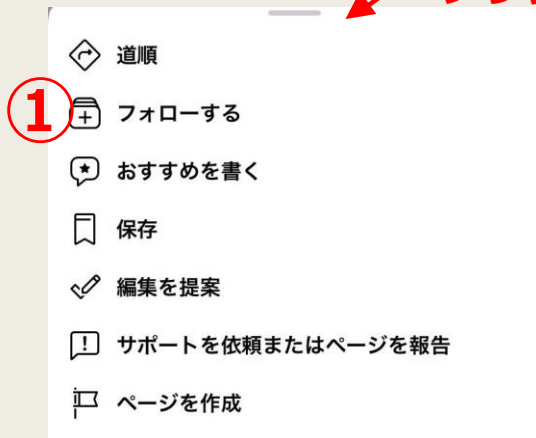 道順
①
フォローする
おすすめを書く
保存
編集を提案
サポートを依頼またはページを報告
ページを作成